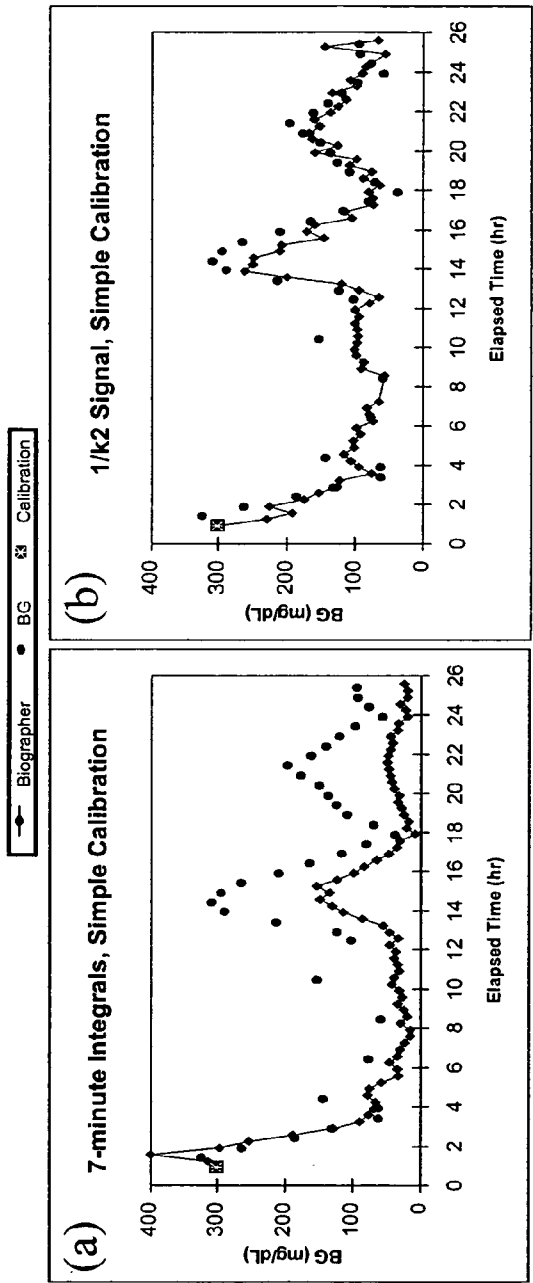 Biographer BG Calibration
(a)
7-minute Integrals, Simple Calibration
BG (mg/dL)
400
300
200
100
0
0 2 4 6 8 10 12 14 16 18 20 22 24 26
Elapsed Time (hr)
(b)
1/k2 Signal, Simple Calibration
BG (mg/dL)
400
300
200
100
0
0 2 4 6 8 10 12 14 16 18 20 22 24 26
Elapsed Time (hr)